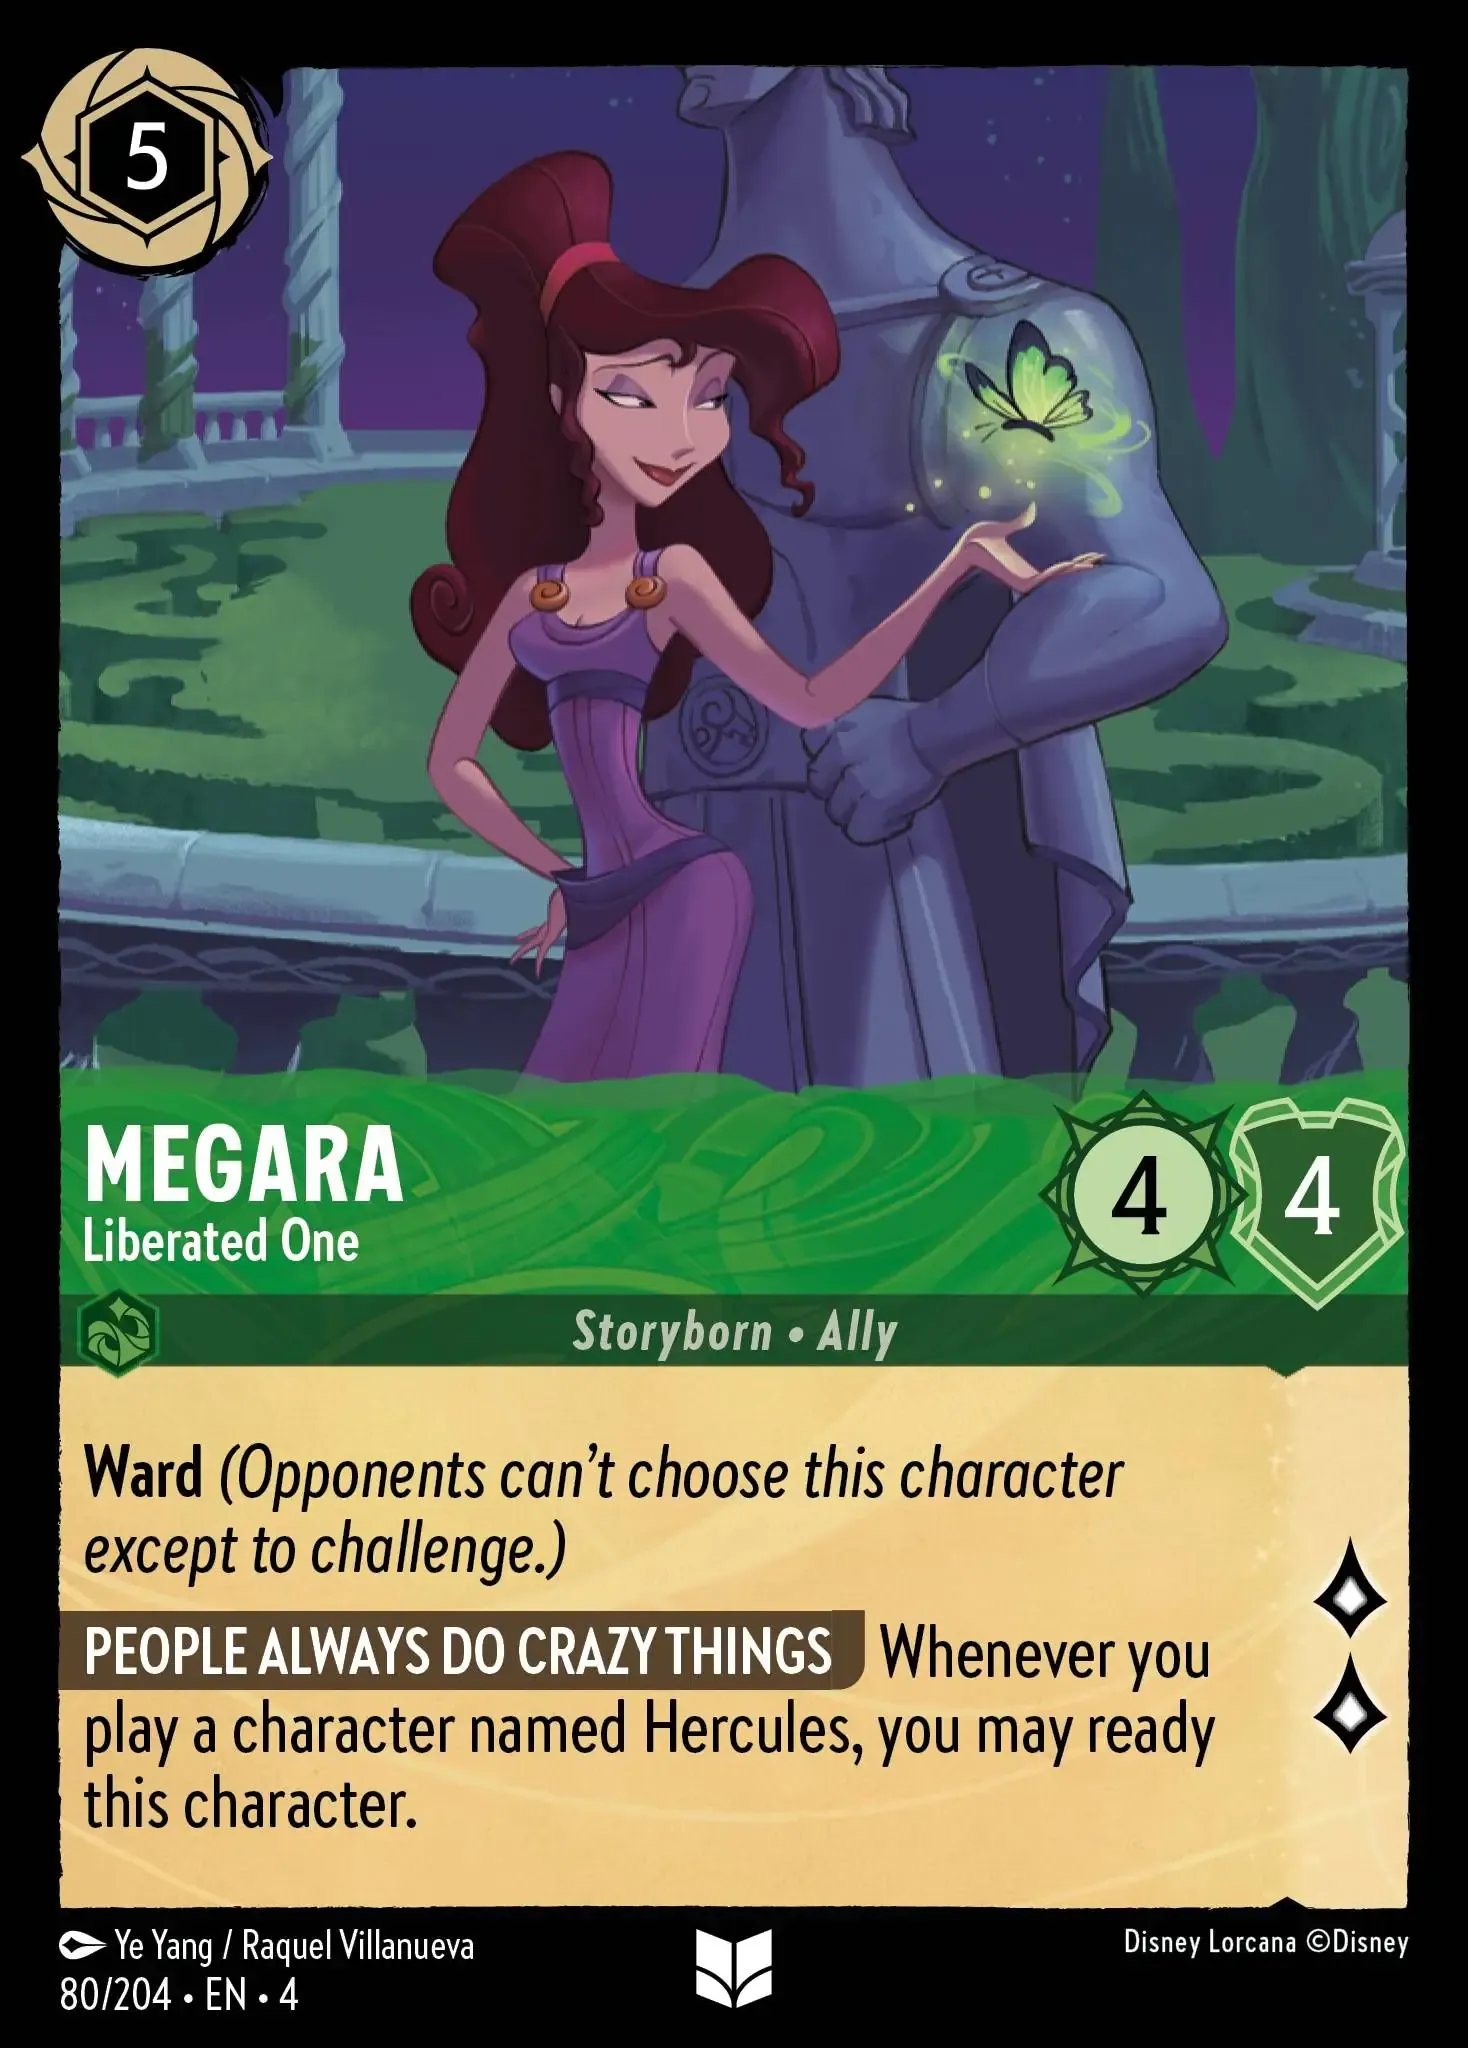 5
MEGARA
Liberated One
4
4
Storyborn • Ally
Ward (Opponents can’t choose this character
except to challenge.)
PEOPLE ALWAYS DO CRAZY THINGS Whenever you
play a character named Hercules, you may ready
this character.
Ye Yang / Raquel Villanueva
Disney Lorcana ©Disney
80/204 • EN • 4